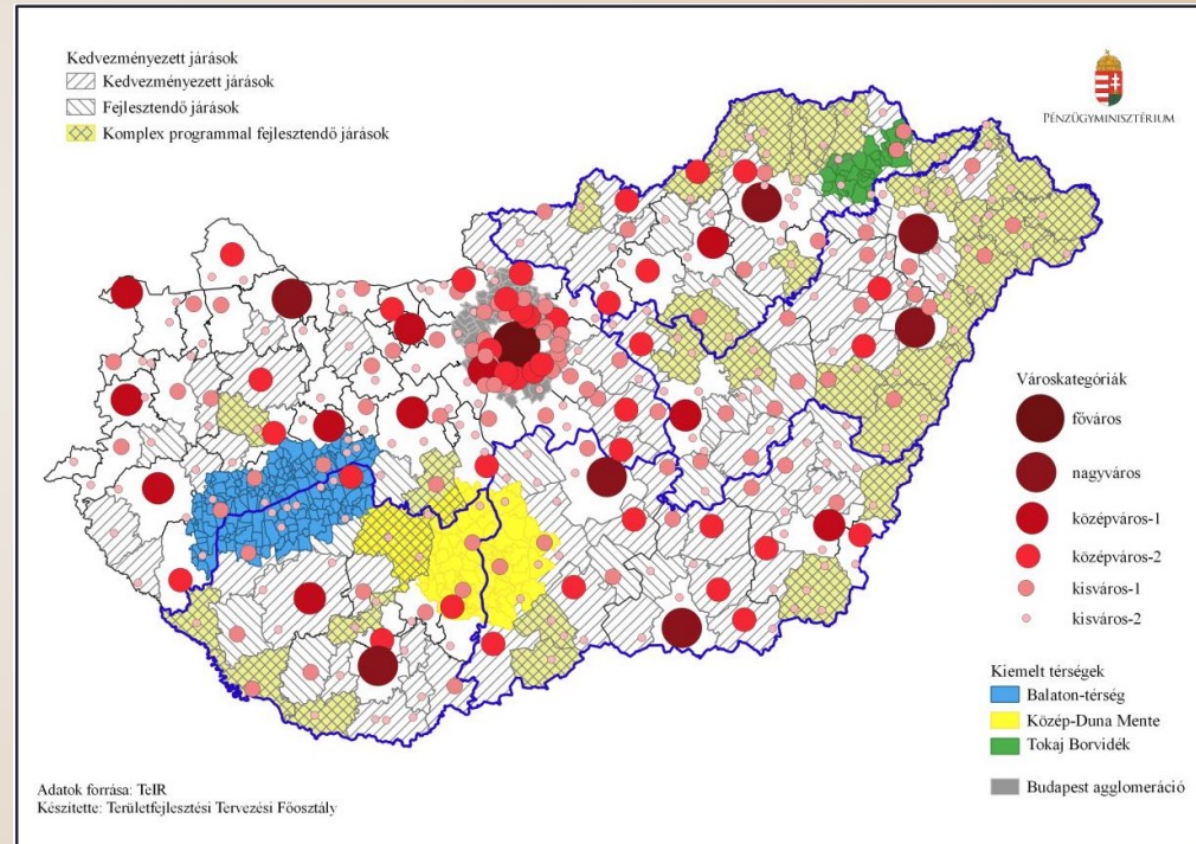 Kedvezményezett járások
Kedvezményezett járások
Fejlesztendő járások
Komplex programmal fejlesztendő járások
PÉNZÜGYMINISZTÉRIUM
Városkategóriák
főváros
nagyváros
középváros-1
középváros-2
kisváros-1
kisváros-2
Kiemelt térségek
Balaton-térség
Közép-Duna Mente
Tokaj Borvidék
Budapest agglomeráció
Adatok forrása: TeIR
Készítette: Területfejlesztési Tervezési Főosztály